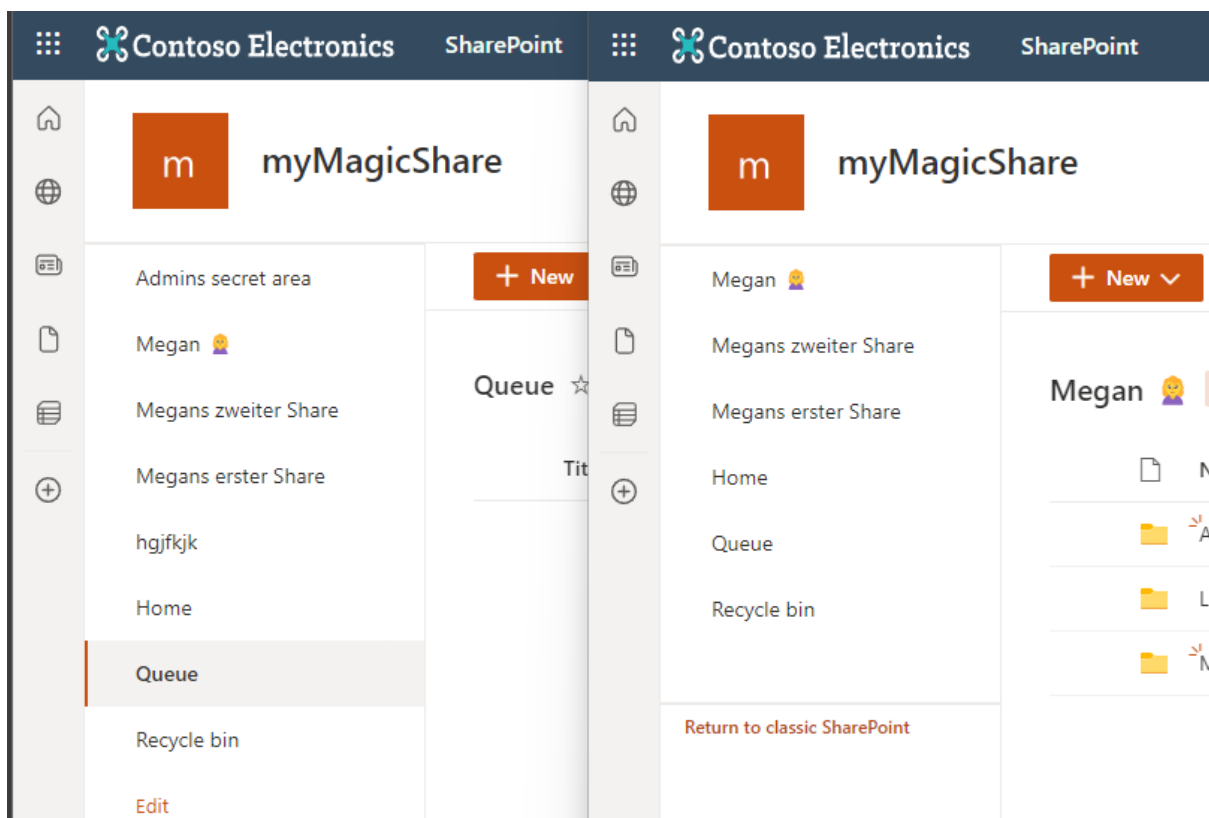 Contoso Electronics SharePoint
m
myMagicShare
Admins secret area
Megan 🙍‍♀️
Megans zweiter Share
Megans erster Share
hgjfkjk
Home
Queue
Recycle bin
Edit
+ New
Queue ☆
Tit
Contoso Electronics SharePoint
m
myMagicShare
Megan 🙍‍♀️
Megans zweiter Share
Megans erster Share
Home
Queue
Recycle bin
Return to classic SharePoint
+ New
Megan 🙍‍♀️
L